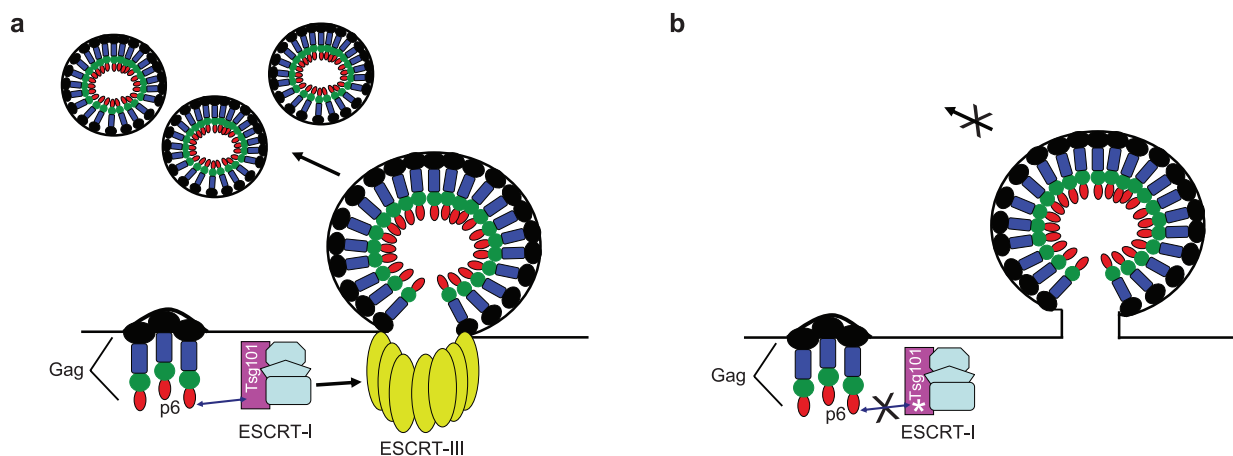 a
Gag
p6
Tsg101
ESCRT-I
ESCRT-III
b
Gag
p6
*Tsg101
ESCRT-I